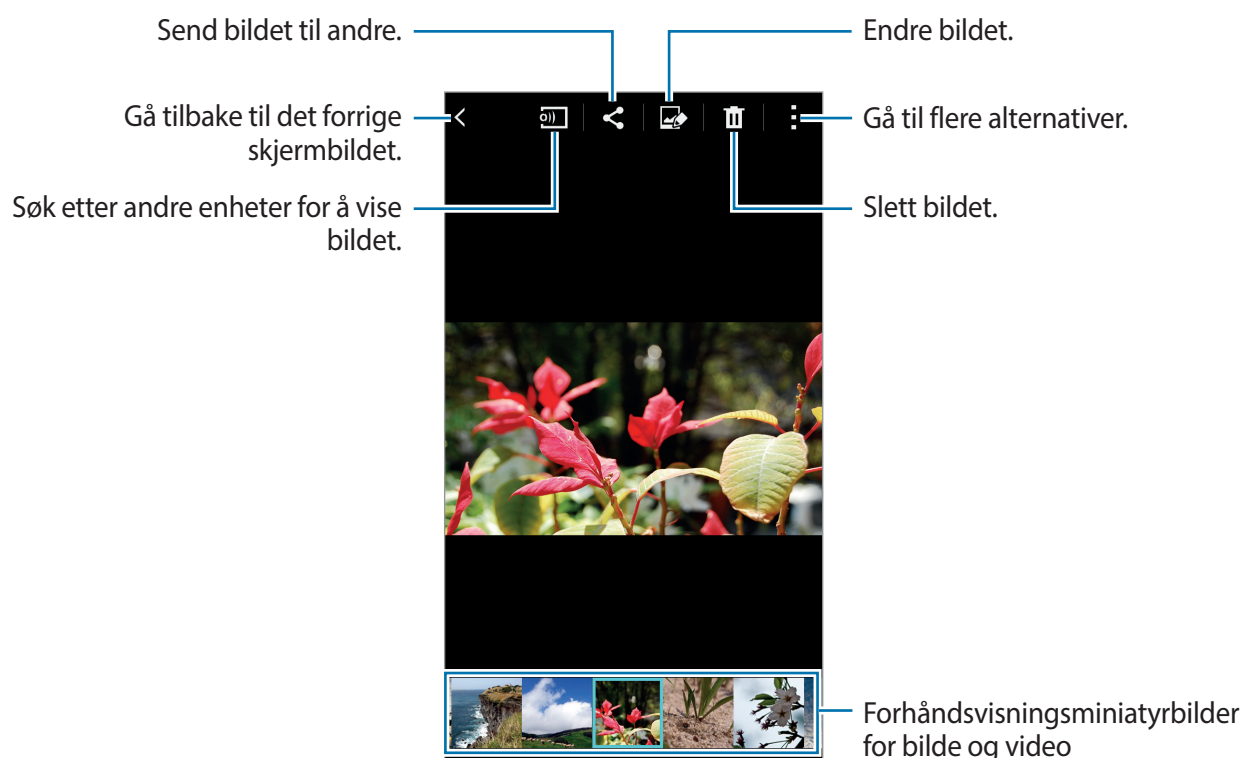 Send bildet til andre.
Endre bildet.
Gå tilbake til det forrige
skjermbildet.
Gå til flere alternativer.
Søk etter andre enheter for å vise
bildet.
Slett bildet.
Forhåndsvisningsminiatyrbilder
for bilde og video